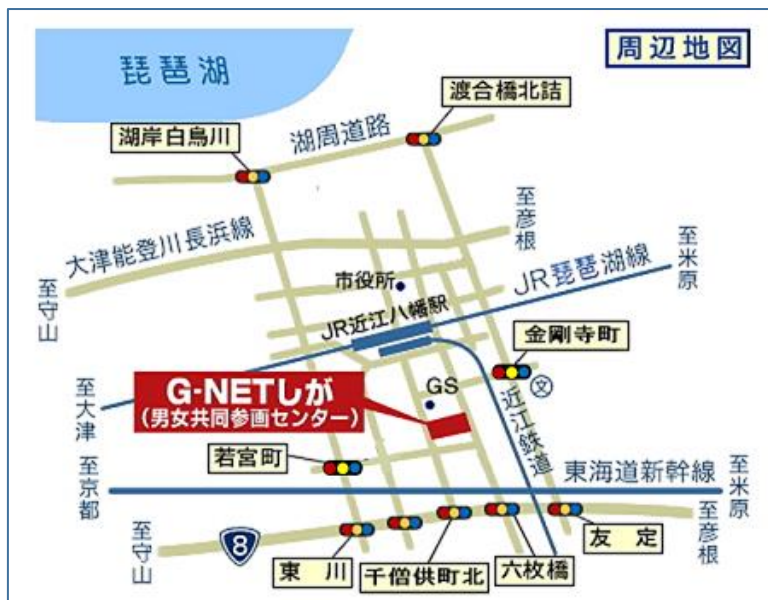 周辺地図
琵琶湖
渡合橋北詰
湖岸白鳥川
湖周道路
大津能登川長浜線
至彦根
至守山
市役所
JR琵琶湖線
至米原
JR近江八幡駅
金剛寺町
文
至大津
G-NETしが
(男女共同参画センター)
GS
近江鉄道
若宮町
至京都
東海道新幹線
至米原
至守山
8
東川
千僧供町北
六枚橋
友定
至彦根